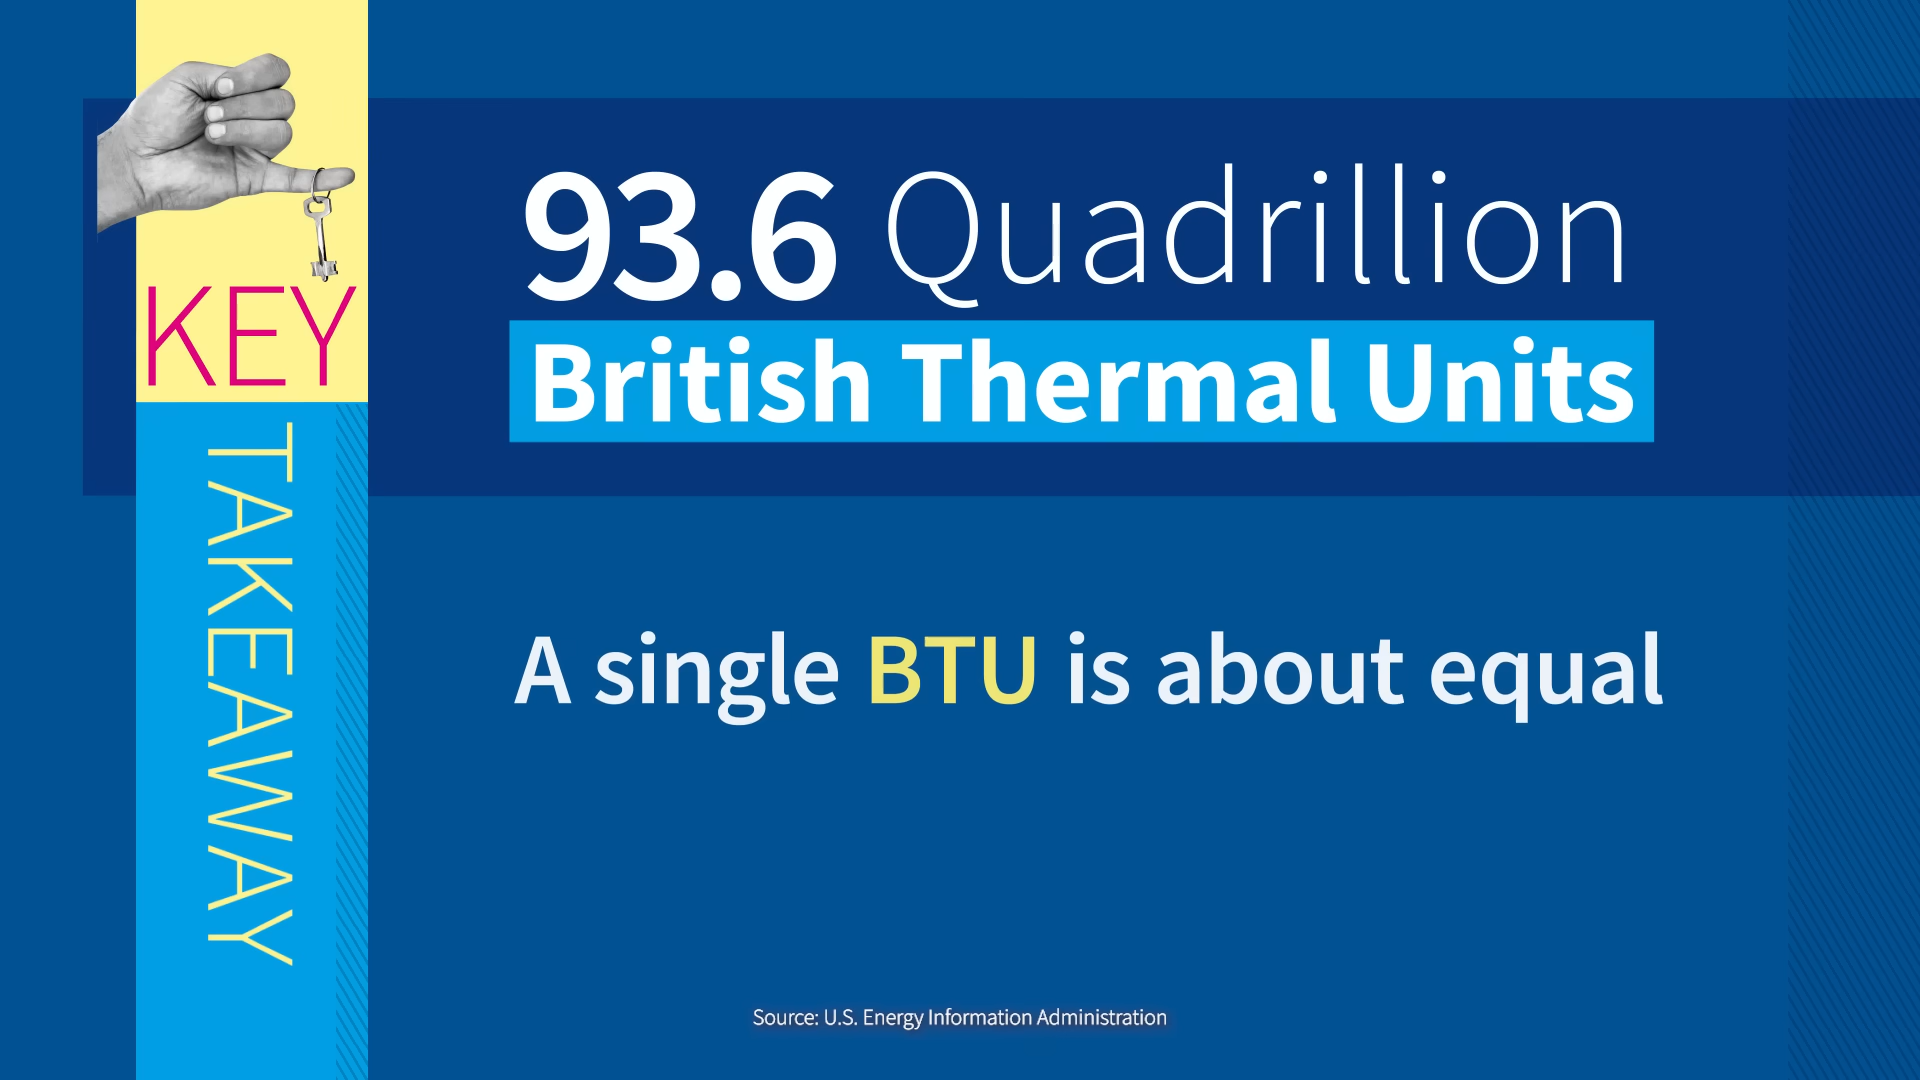 KEY
TAKEAWAY
93.6 Quadrillion
British Thermal Units
A single BTU is about equal
Source: U.S. Energy Information Administration